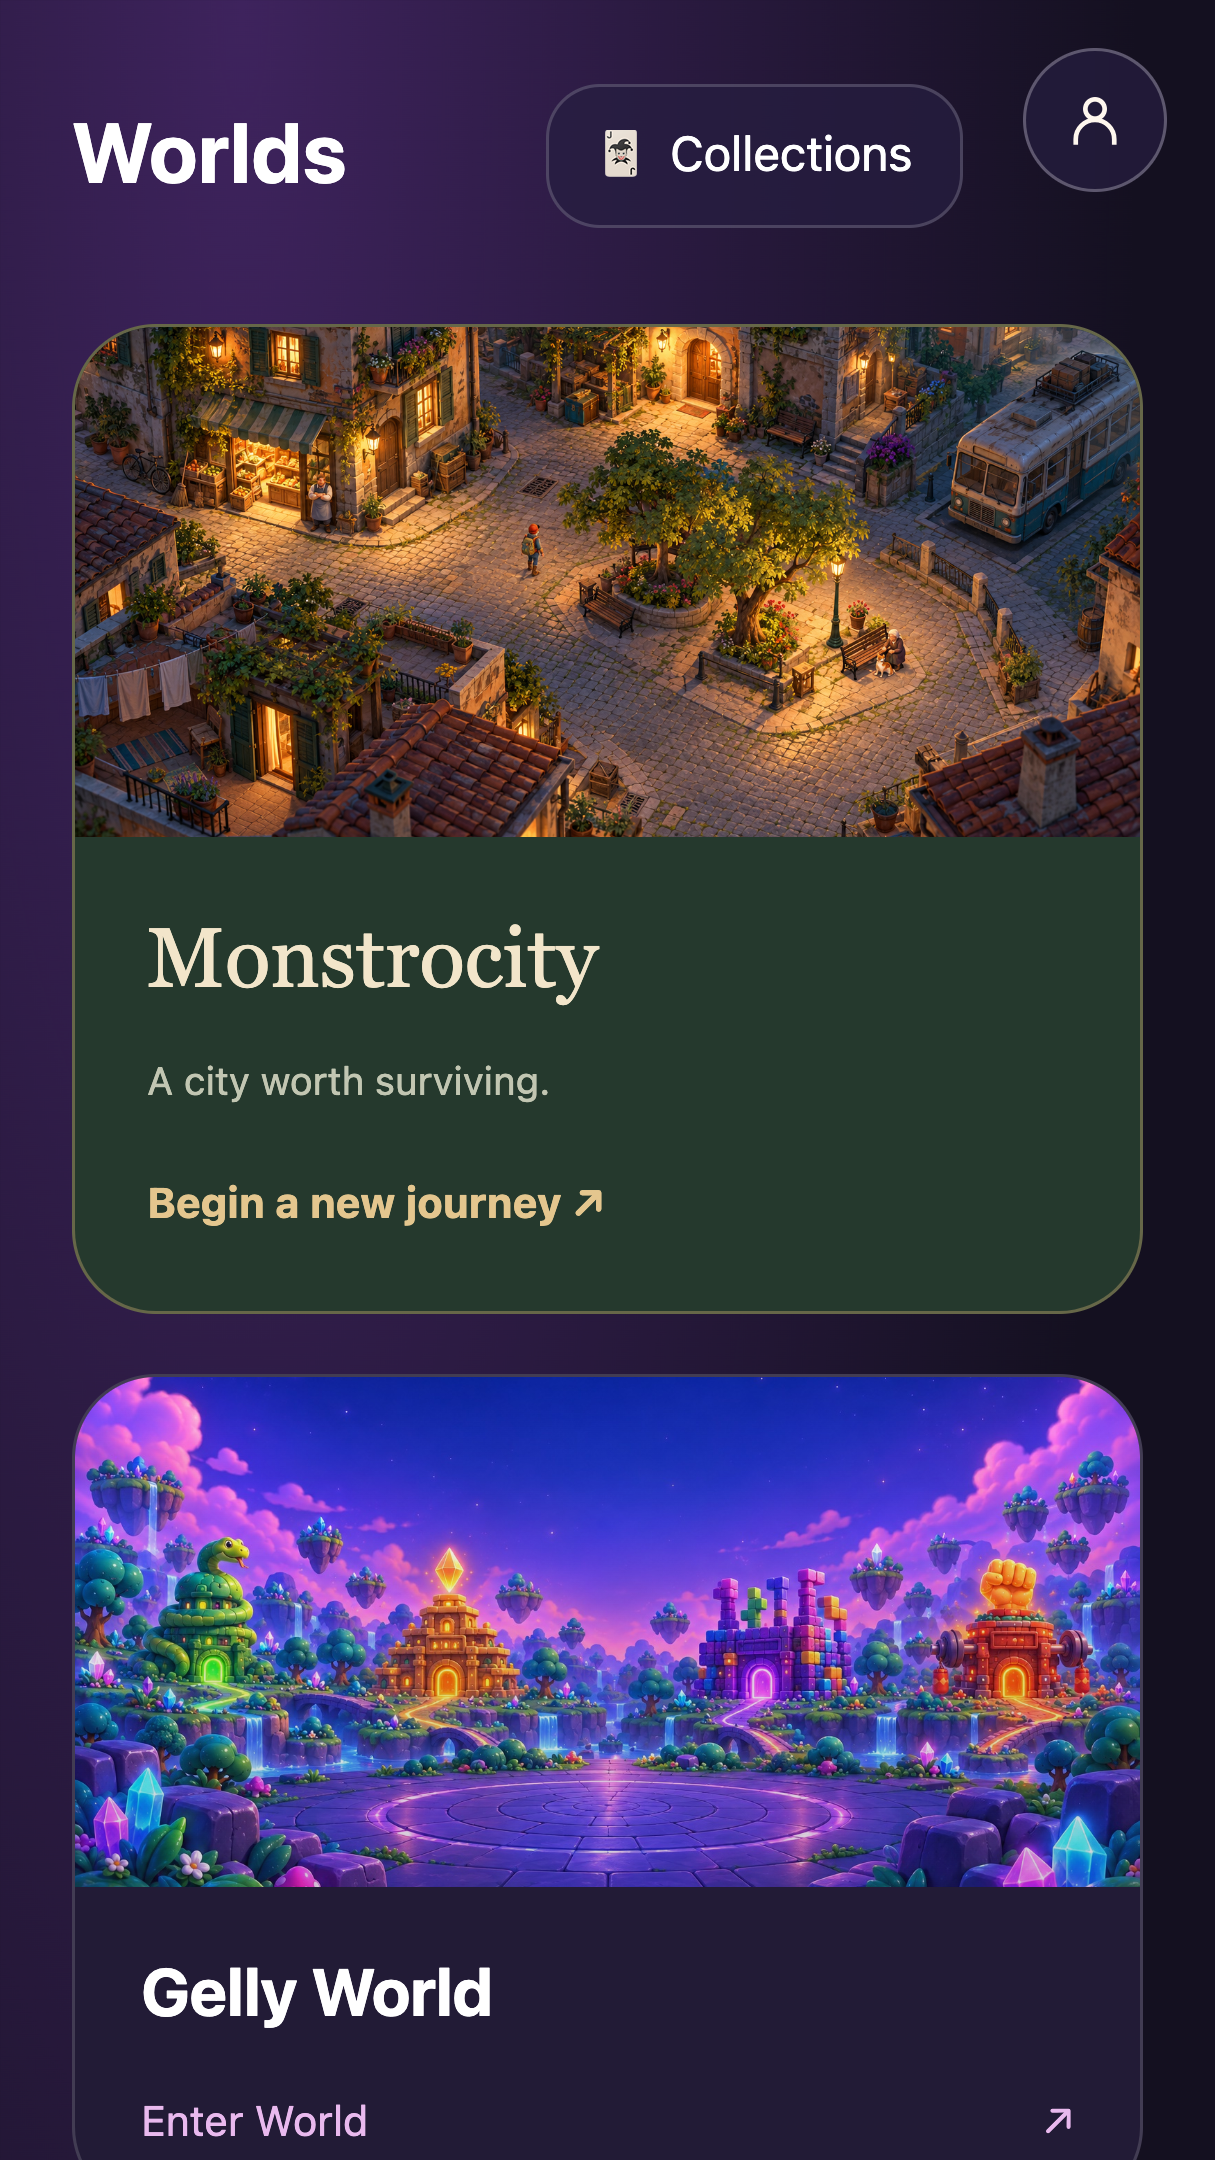 Worlds
Collections
Monstrocity
A city worth surviving.
Begin a new journey ↗
Gelly World
Enter World ↗